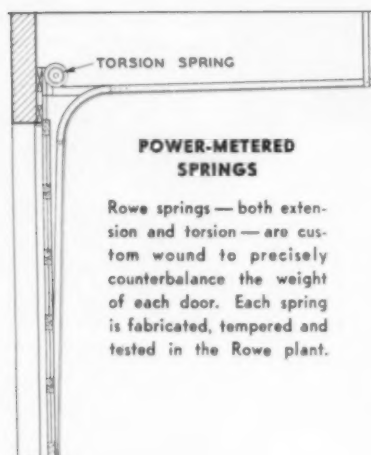 TORSION SPRING
POWER-METERED
SPRINGS
Rowe springs — both exten-
sion and torsion — are cus-
tom wound to precisely
counterbalance the weight
of each door. Each spring
is fabricated, tempered and
tested in the Rowe plant.